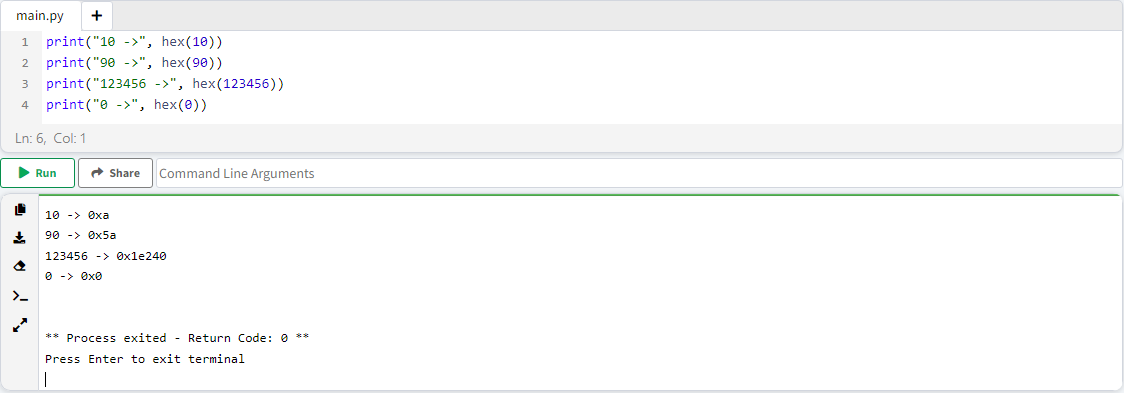 main.py +
1 print("10 ->", hex(10))
2 print("90 ->", hex(90))
3 print("123456 ->", hex(123456))
4 print("0 ->", hex(0))
Ln: 6, Col: 1
Run Share Command Line Arguments
10 -> 0xa
90 -> 0x5a
123456 -> 0x1e240
0 -> 0x0
** Process exited - Return Code: 0 **
Press Enter to exit terminal